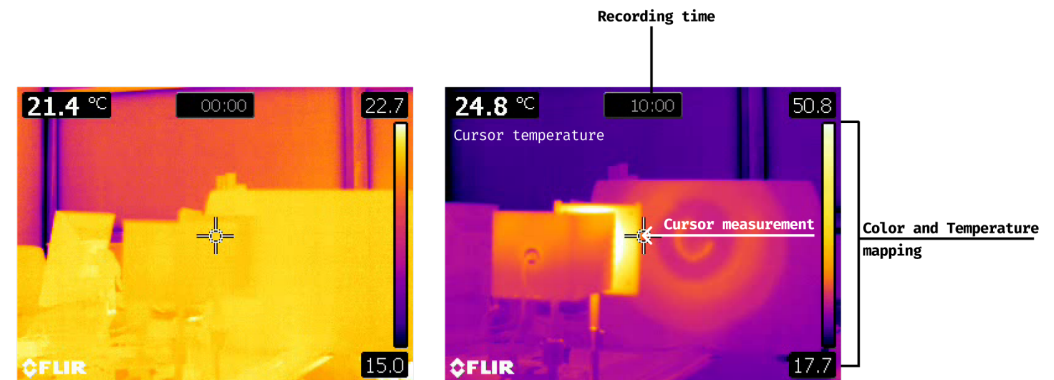 Recording time
21.4 °C
00:00
22.7
24.8 °C
10:00
50.8
Cursor temperature
Cursor measurement
Color and Temperature
mapping
FLIR
15.0
FLIR
17.7